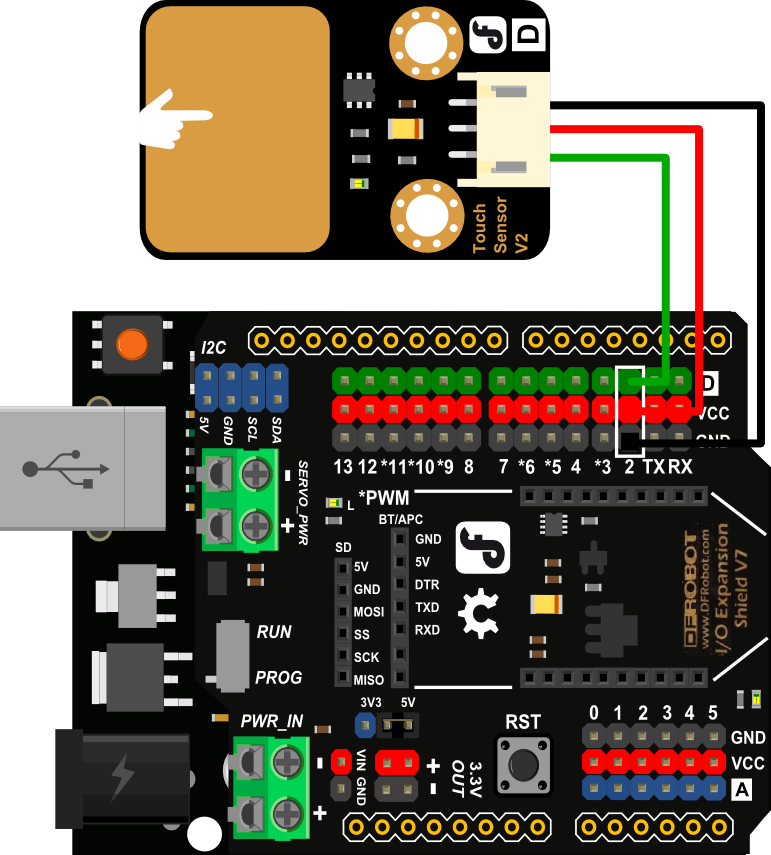 D
Touch
Sensor
V2
I2C
5V
GND
SCL
SDA
D
VCC
GND
13 12 *11 *10 *9 8 7 *6 *5 4 *3 2 TX RX
SERVO_PWR
-
+
L
*PWM
BT/APC
GND
5V
DTR
TXD
RXD
SD
5V
GND
MOSI
SS
SCK
MISO
DFROBOT
www.DFRobot.com
I/O Expansion
Shield V7
RUN
PROG
3V3 5V
PWR_IN
-
+
VIN GND
+
-
3.3V
OUT
RST
0 1 2 3 4 5
GND
VCC
A